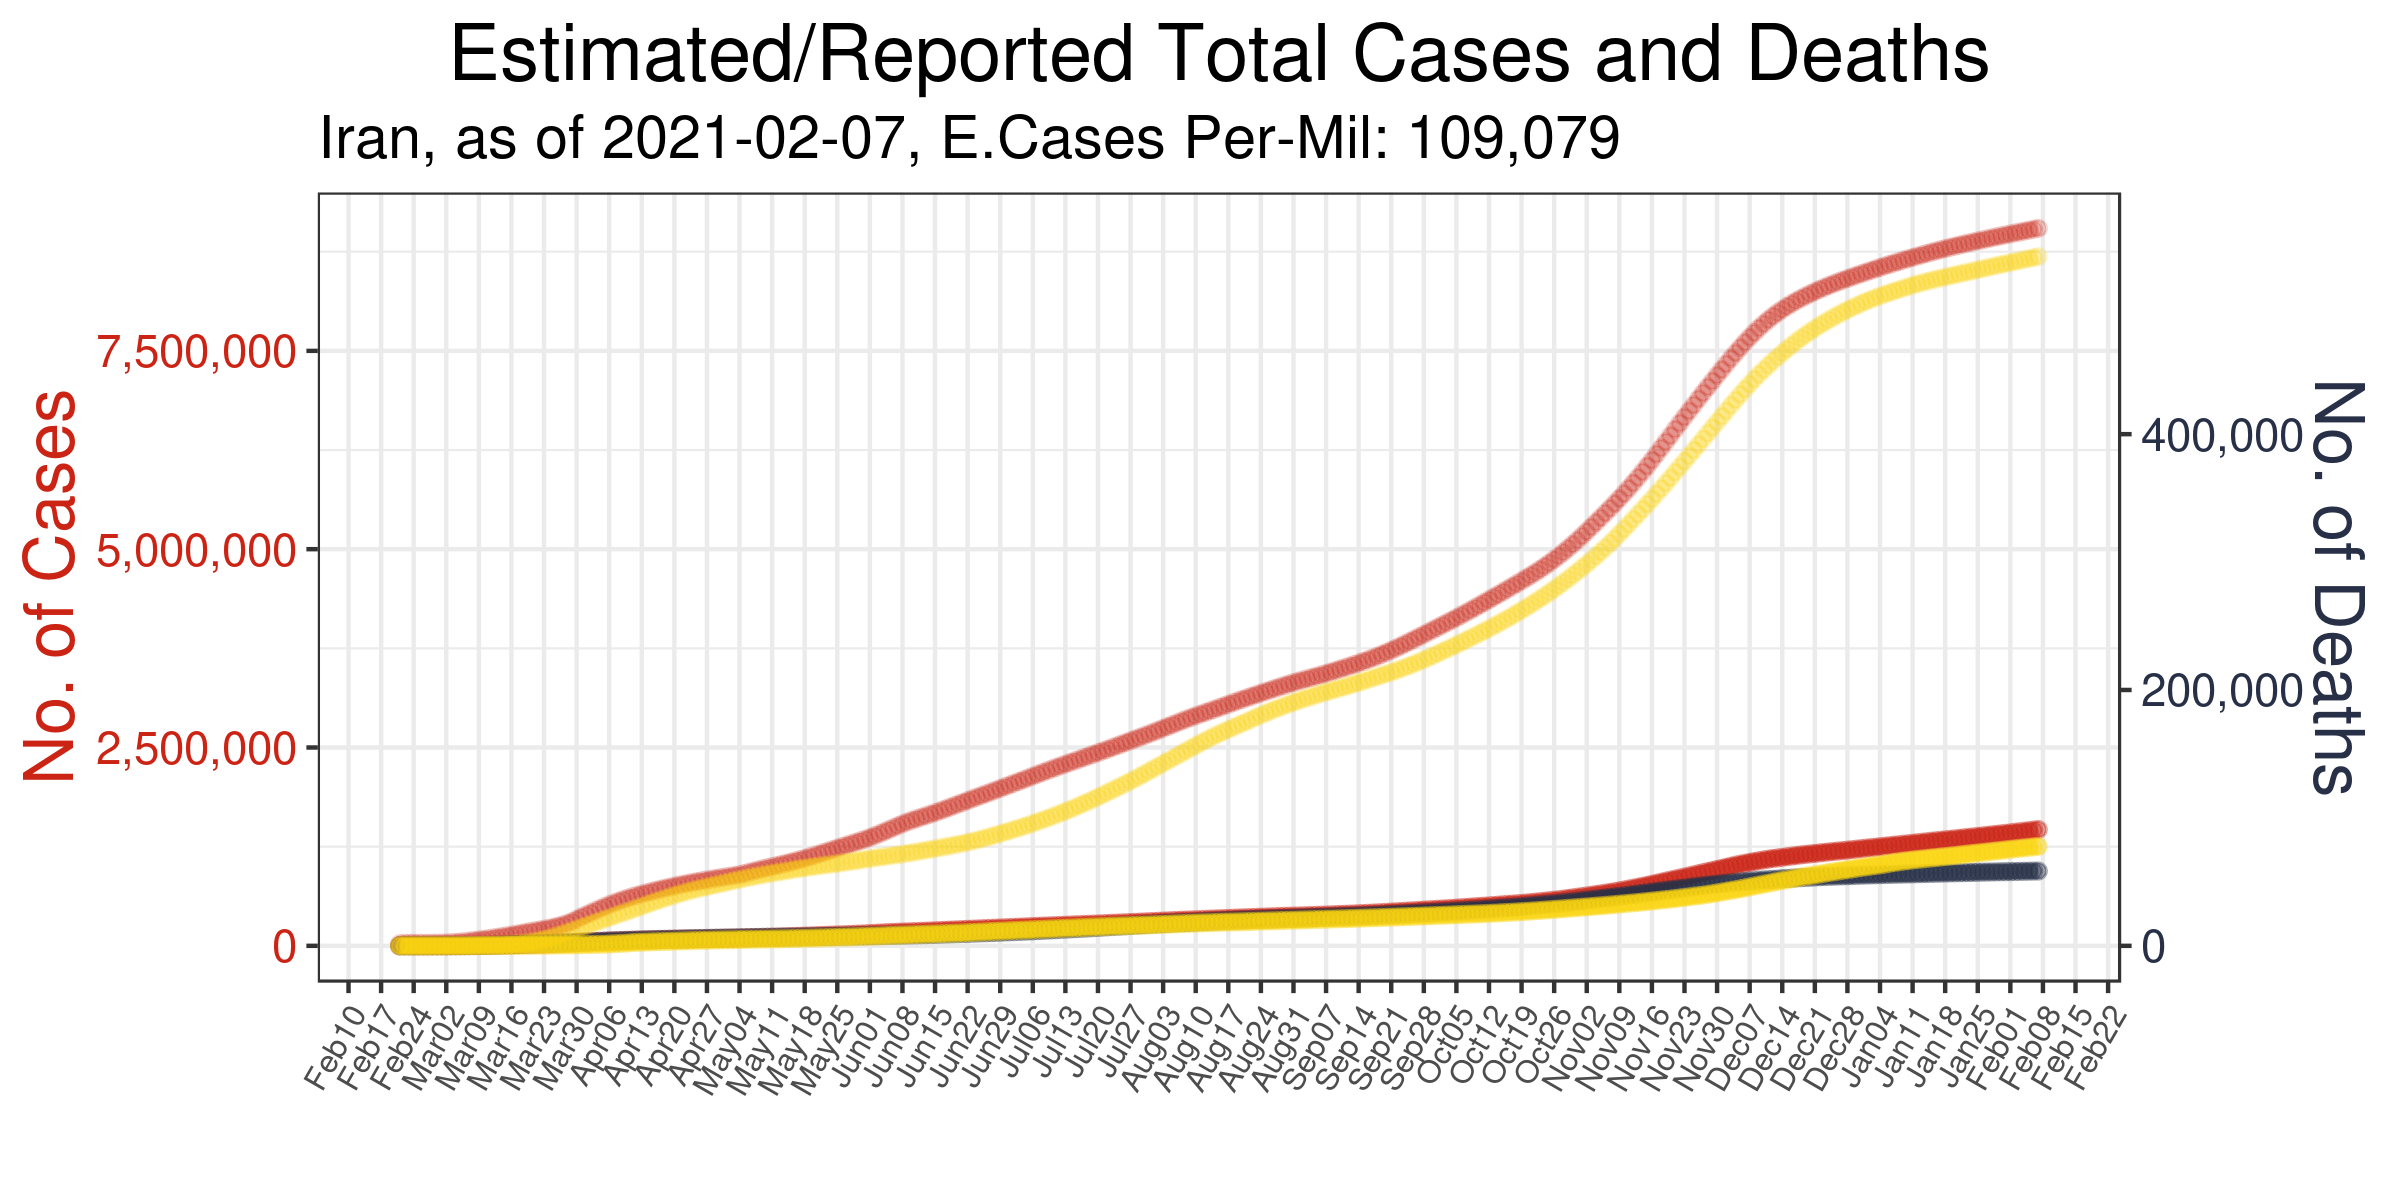 Estimated/Reported Total Cases and Deaths
Iran, as of 2021-02-07, E.Cases Per-Mil: 109,079
No. of Cases
7,500,000
5,000,000
2,500,000
0
400,000
200,000
0
No. of Deaths
Feb10
Feb17
Feb24
Mar02
Mar09
Mar16
Mar23
Mar30
Apr06
Apr13
Apr20
Apr27
May04
May11
May18
May25
Jun01
Jun08
Jun15
Jun22
Jun29
Jul06
Jul13
Jul20
Jul27
Aug03
Aug10
Aug17
Aug24
Aug31
Sep07
Sep14
Sep21
Sep28
Oct05
Oct12
Oct19
Oct26
Nov02
Nov09
Nov16
Nov23
Nov30
Dec07
Dec14
Dec21
Dec28
Jan04
Jan11
Jan18
Jan25
Feb01
Feb08
Feb15
Feb22